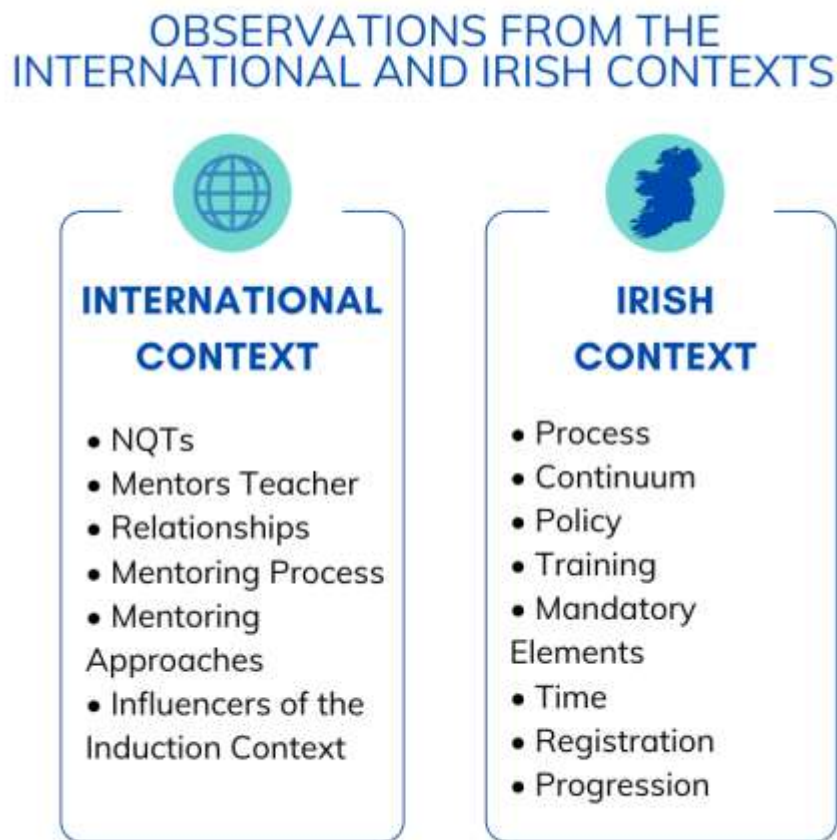 OBSERVATIONS FROM THE
INTERNATIONAL AND IRISH CONTEXTS
INTERNATIONAL
CONTEXT
• NQTs
• Mentors Teacher
• Relationships
• Mentoring Process
• Mentoring
Approaches
• Influencers of the
Induction Context
IRISH
CONTEXT
• Process
• Continuum
• Policy
• Training
• Mandatory
Elements
• Time
• Registration
• Progression